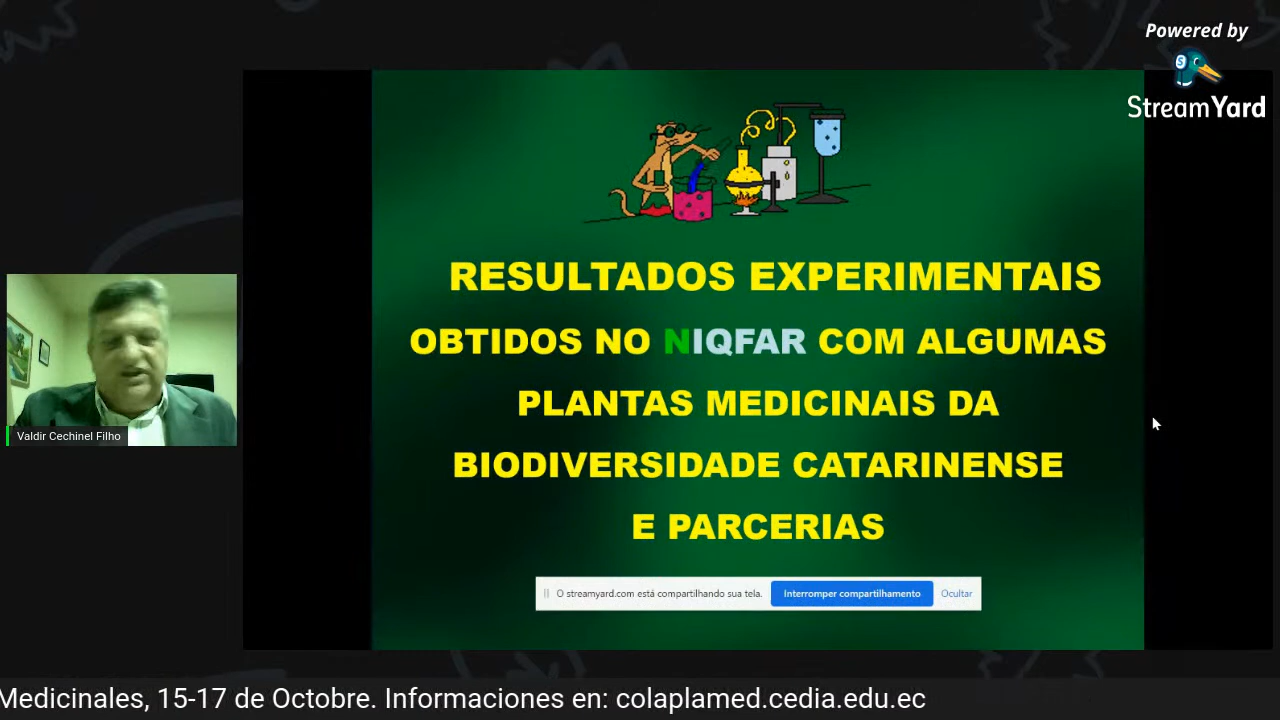 Powered by
StreamYard
RESULTADOS EXPERIMENTAIS
OBTIDOS NO NIQFAR COM ALGUMAS
PLANTAS MEDICINAIS DA
BIODIVERSIDADE CATARINENSE
E PARCERIAS
O streamyard.com está compartilhando sua tela. Interromper compartilhamento Ocultar
Valdir Cechinel Filho
Medicinales, 15-17 de Octobre. Informaciones en: colaplamed.cedia.edu.ec